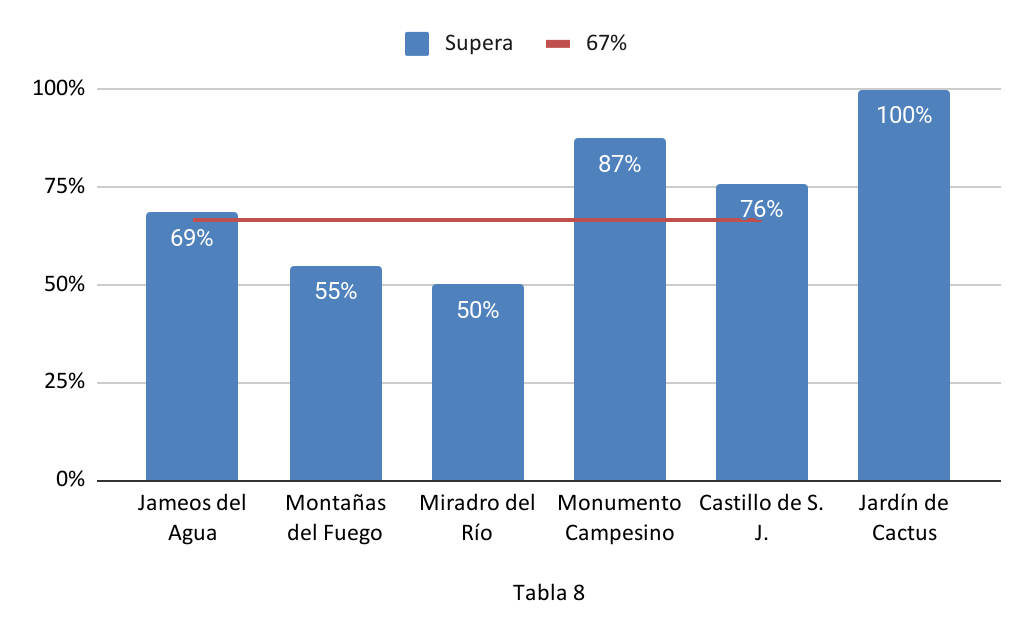 Supera 67%
100%
75%
50%
25%
0%
69%
55%
50%
87%
76%
100%
Jameos del
Agua
Montañas
del Fuego
Miradro del
Río
Monumento
Campesino
Castillo de S.
J.
Jardín de
Cactus
Tabla 8